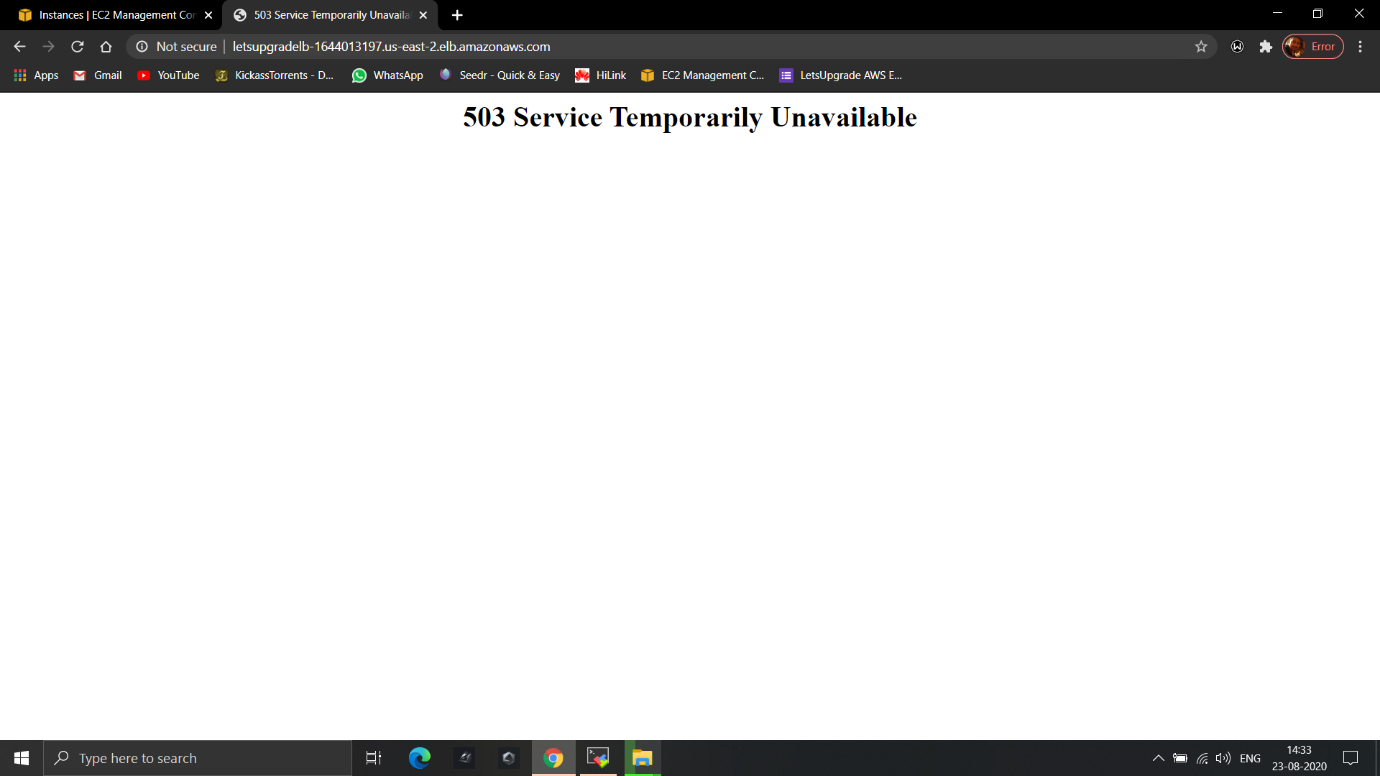 Instances | EC2 Management Con
503 Service Temporarily Unavaila
Not secure
letsupgradelb-1644013197.us-east-2.elb.amazonaws.com
Error
Apps
Gmail
YouTube
KickassTorrents - D...
WhatsApp
Seedr - Quick & Easy
HiLink
EC2 Management C...
LetsUpgrade AWS E...
503 Service Temporarily Unavailable
Type here to search
ENG
14:33
23-08-2020